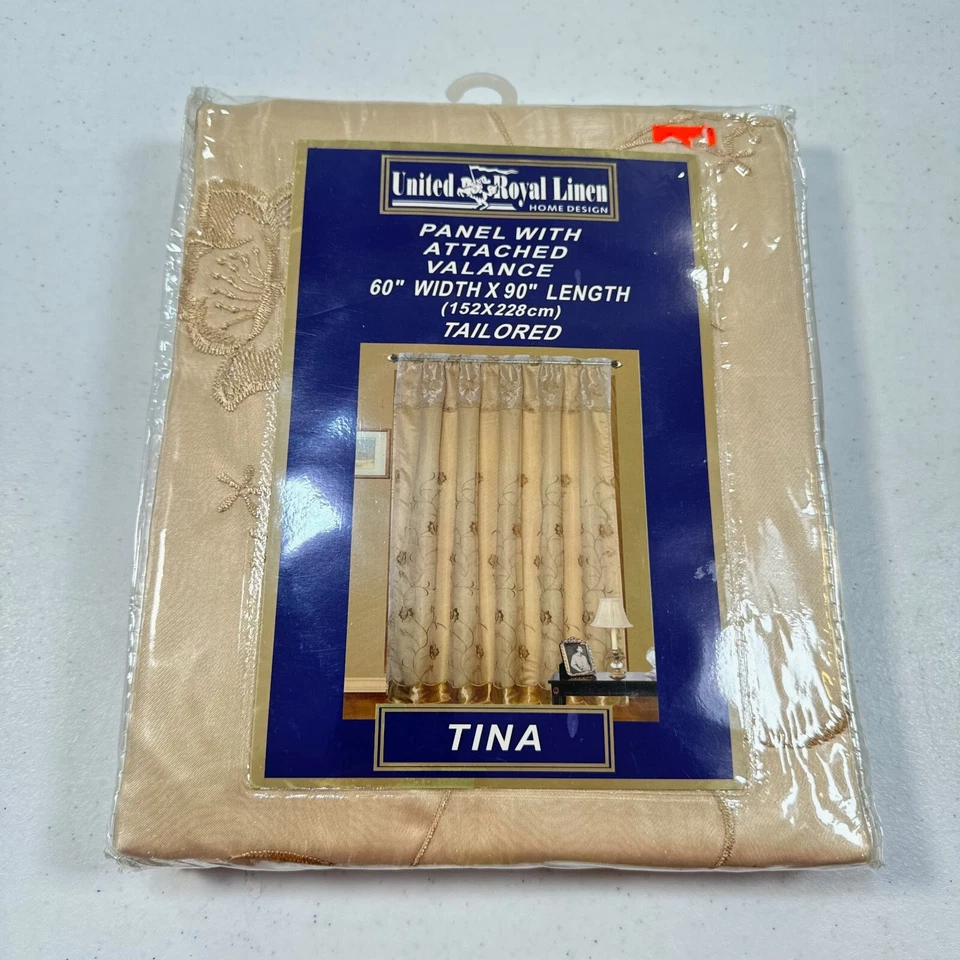 United Royal Linen
HOME DESIGN
PANEL WITH
ATTACHED
VALANCE
60" WIDTH X 90" LENGTH
(152X228cm)
TAILORED
TINA